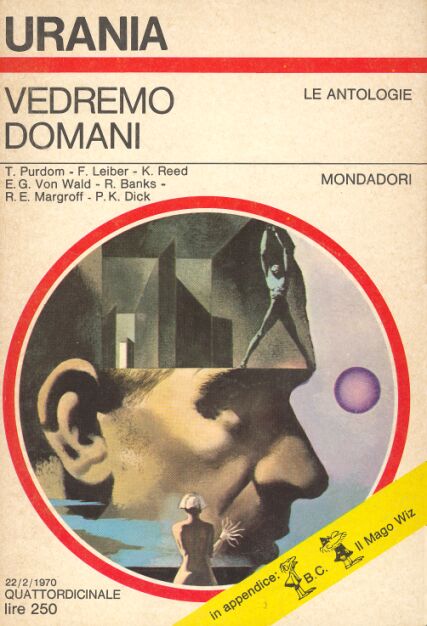 URANIA
VEDREMO
DOMANI
LE ANTOLOGIE
T. Purdom - F. Leiber - K. Reed
E. G. Von Wald - R. Banks -
R. E. Margroff - P. K. Dick
MONDADORI
22/2/1970
QUATTORDICINALE
lire 250
in appendice:
B.C.
Il Mago Wiz